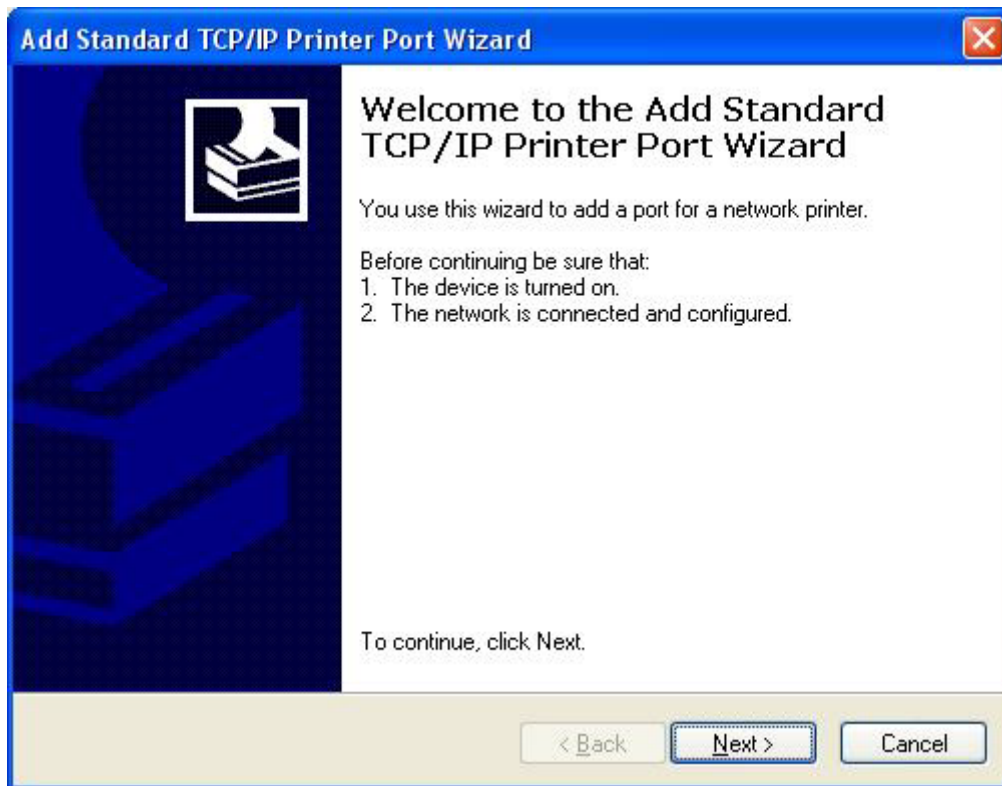 Add Standard TCP/IP Printer Port Wizard
Welcome to the Add Standard
TCP/IP Printer Port Wizard
You use this wizard to add a port for a network printer.
Before continuing be sure that:
1. The device is turned on.
2. The network is connected and configured.
To continue, click Next.
< Back
Next >
Cancel